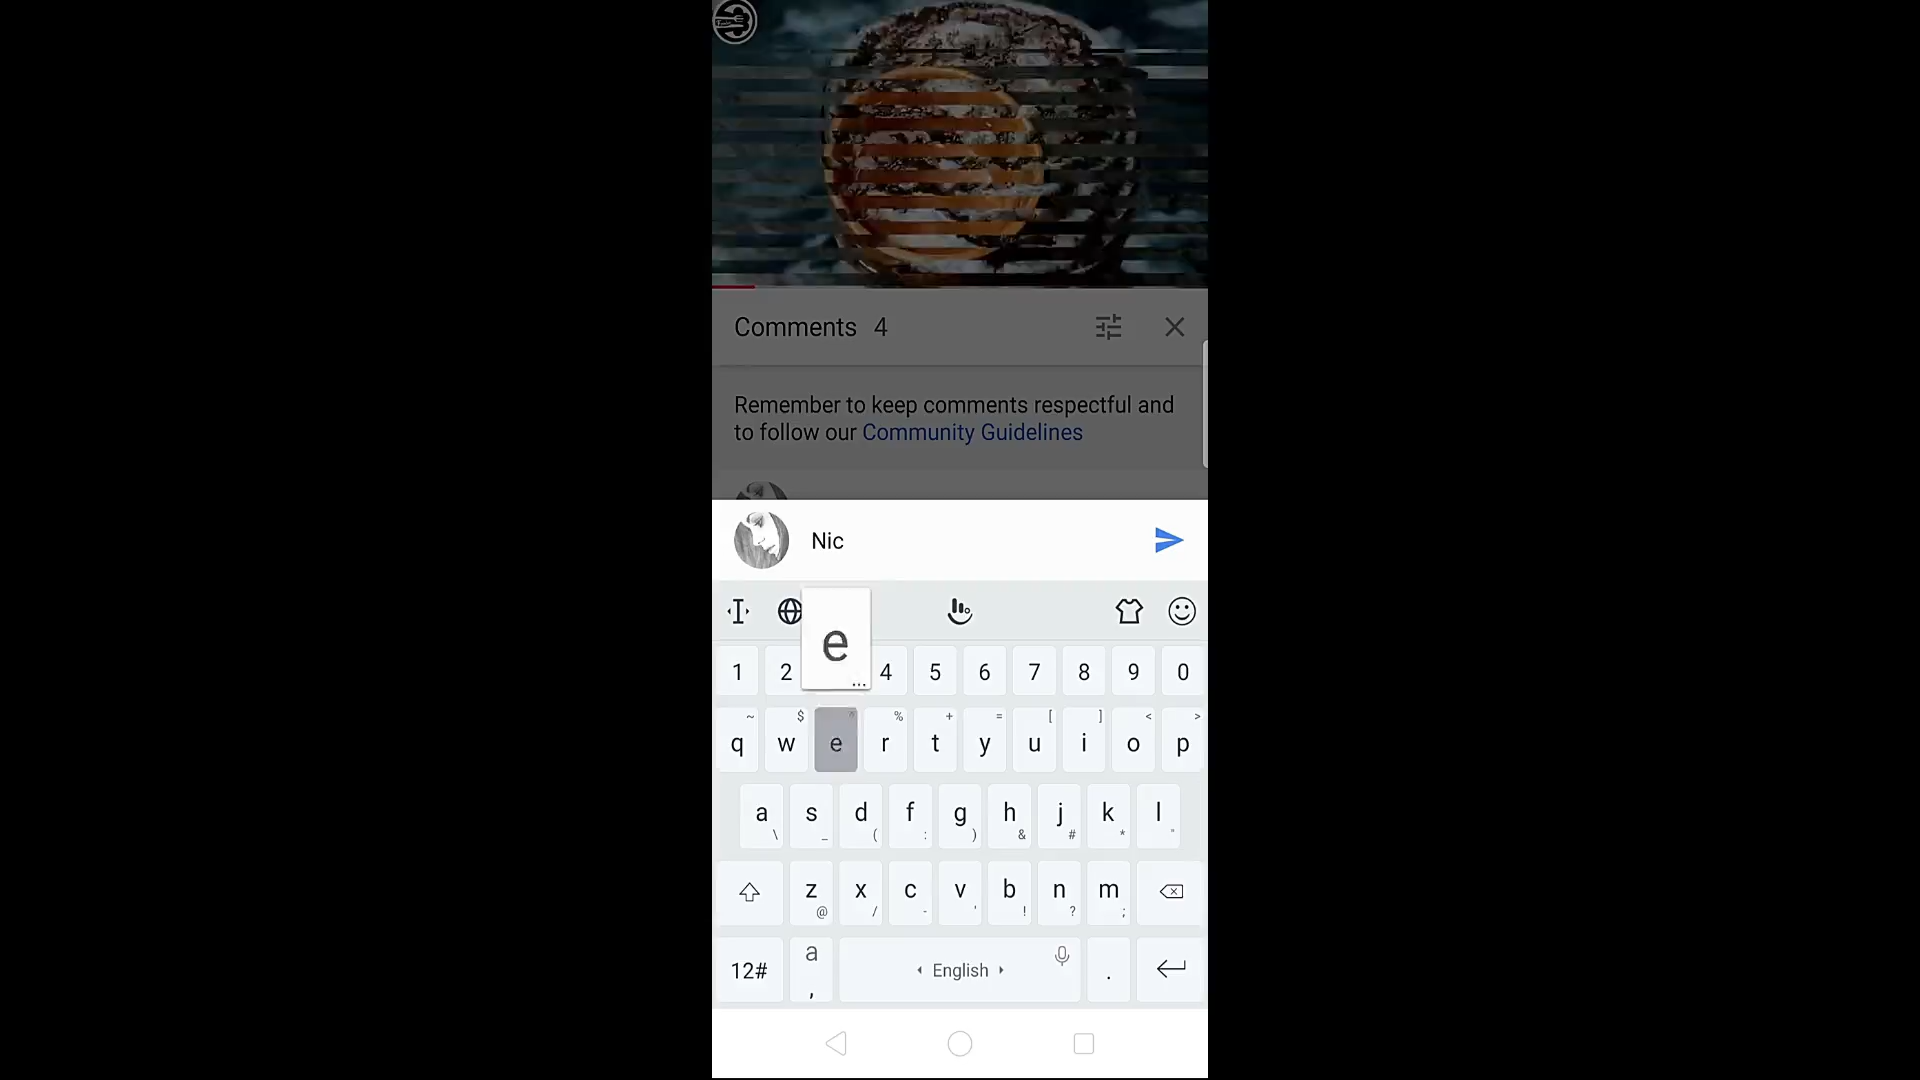 Comments 4
Remember to keep comments respectful and
to follow our Community Guidelines
Nic
e
1 2 4 5 6 7 8 9 0
~ $ ^ % + = [ ] < >
q w e r t y u i o p
a s d f g h j k l
\ _ ( : ) & # * "
z x c v b n m
@ / - ' ! ? ;
12# a , English .